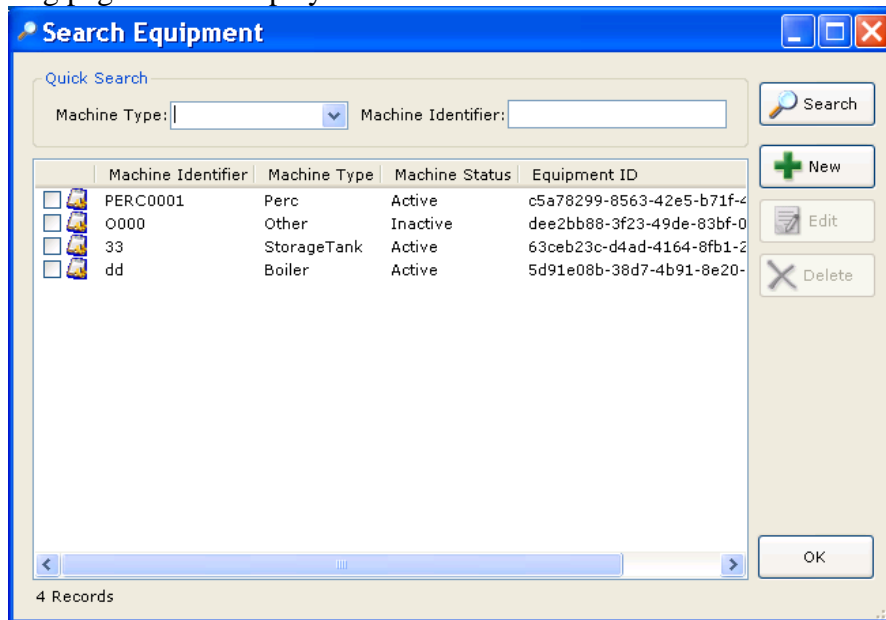 Search Equipment
Quick Search
Machine Type: Machine Identifier:
Search
New
Edit
Delete
Machine Identifier Machine Type Machine Status Equipment ID
PERC0001 Perc Active c5a78299-8563-42e5-b71f-4
O000 Other Inactive dee2bb88-3f23-49de-83bf-0
33 StorageTank Active 63ceb23c-d4ad-4164-8fb1-2
dd Boiler Active 5d91e08b-38d7-4b91-8e20-
OK
4 Records